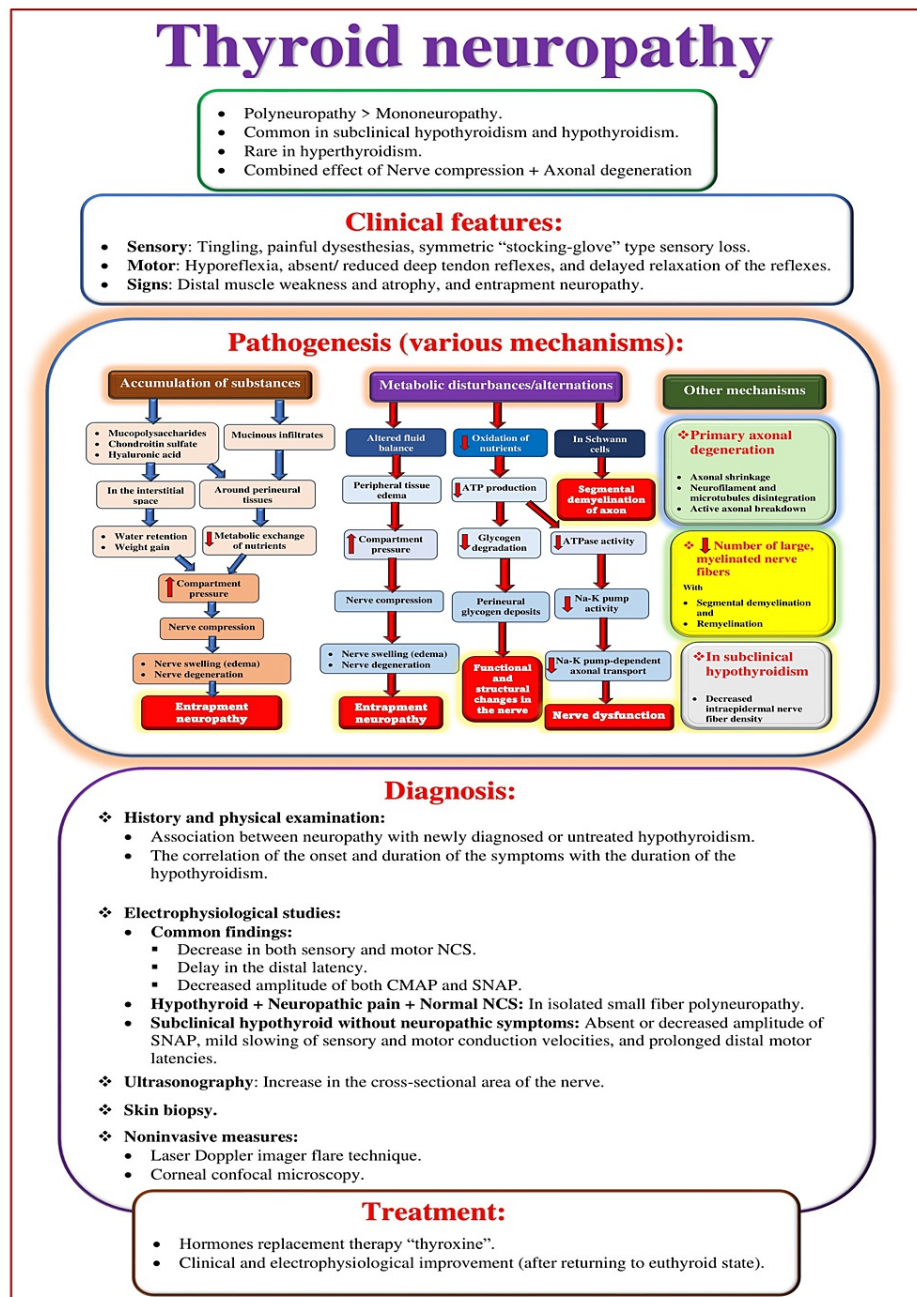 Thyroid neuropathy
• Polyneuropathy > Mononeuropathy.
• Common in subclinical hypothyroidism and hypothyroidism.
• Rare in hyperthyroidism.
• Combined effect of Nerve compression + Axonal degeneration
Clinical features:
• Sensory: Tingling, painful dysesthesias, symmetric “stocking-glove” type sensory loss.
• Motor: Hyporeflexia, absent/ reduced deep tendon reflexes, and delayed relaxation of the reflexes.
• Signs: Distal muscle weakness and atrophy, and entrapment neuropathy.
Pathogenesis (various mechanisms):
Accumulation of substances
• Mucopolysaccharides
• Chondroitin sulfate
• Hyaluronic acid
Mucinous infiltrates
In the interstitial
space
Around perineural
tissues
• Water retention
• Weight gain
Metabolic exchange
of nutrients
Compartment
pressure
Nerve compression
• Nerve swelling (edema)
• Nerve degeneration
Entrapment
neuropathy
Metabolic disturbances/alternations
Altered fluid
balance
Peripheral tissue
edema
Compartment
pressure
Nerve compression
• Nerve swelling (edema)
• Nerve degeneration
Entrapment
neuropathy
Oxidation of
nutrients
ATP production
Glycogen
degradation
Perineural
glycogen deposits
Functional
and
structural
changes in
the nerve
ATPase activity
Na-K pump
activity
Na-K pump-dependent
axonal transport
Nerve dysfunction
In Schwann
cells
Segmental
demyelination
of axon
Other mechanisms
❖Primary axonal
degeneration
• Axonal shrinkage
• Neurofilament and
microtubules disintegration
• Active axonal breakdown
❖ Number of large,
myelinated nerve
fibers
With
• Segmental demyelination
and
• Remyelination
❖In subclinical
hypothyroidism
• Decreased
intraepidermal nerve
fiber density
Diagnosis:
❖ History and physical examination:
• Association between neuropathy with newly diagnosed or untreated hypothyroidism.
• The correlation of the onset and duration of the symptoms with the duration of the
hypothyroidism.
❖ Electrophysiological studies:
• Common findings:
▪ Decrease in both sensory and motor NCS.
▪ Delay in the distal latency.
▪ Decreased amplitude of both CMAP and SNAP.
• Hypothyroid + Neuropathic pain + Normal NCS: In isolated small fiber polyneuropathy.
• Subclinical hypothyroid without neuropathic symptoms: Absent or decreased amplitude of
SNAP, mild slowing of sensory and motor conduction velocities, and prolonged distal motor
latencies.
❖ Ultrasonography: Increase in the cross-sectional area of the nerve.
❖ Skin biopsy.
❖ Noninvasive measures:
• Laser Doppler imager flare technique.
• Corneal confocal microscopy.
Treatment:
• Hormones replacement therapy “thyroxine”.
• Clinical and electrophysiological improvement (after returning to euthyroid state).